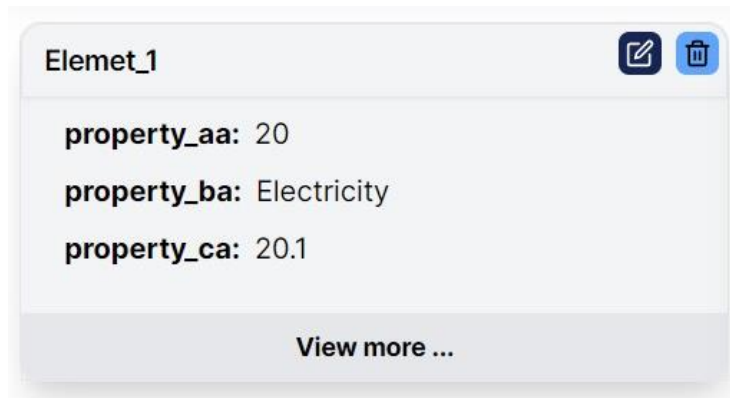 Elemet_1
property_aa: 20
property_ba: Electricity
property_ca: 20.1
View more ...